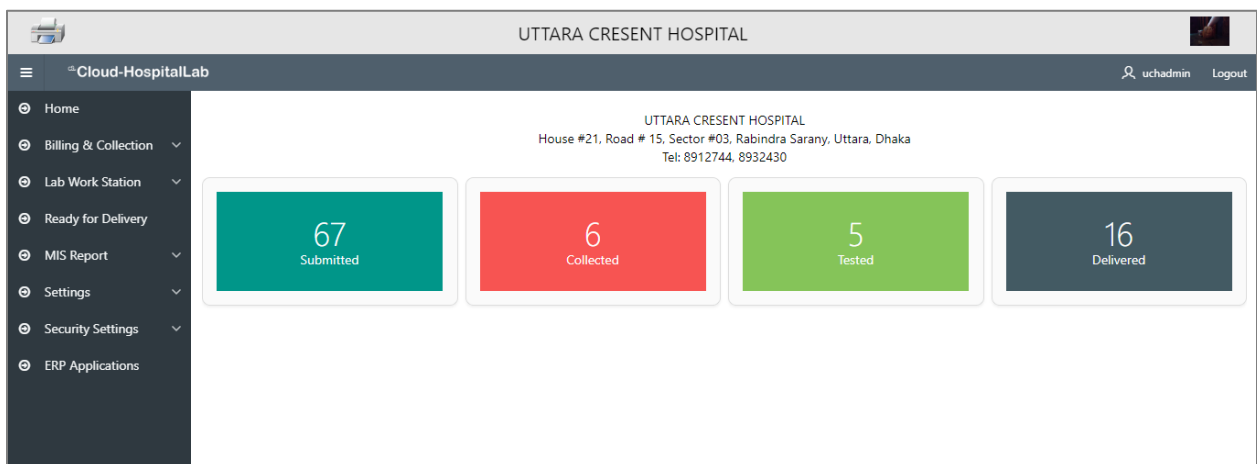 UTTARA CRESENT HOSPITAL
Cloud-HospitalLab
uchadmin Logout
Home
Billing & Collection
Lab Work Station
Ready for Delivery
MIS Report
Settings
Security Settings
ERP Applications
UTTARA CRESENT HOSPITAL
House #21, Road # 15, Sector #03, Rabindra Sarany, Uttara, Dhaka
Tel: 8912744, 8932430
67
Submitted
6
Collected
5
Tested
16
Delivered